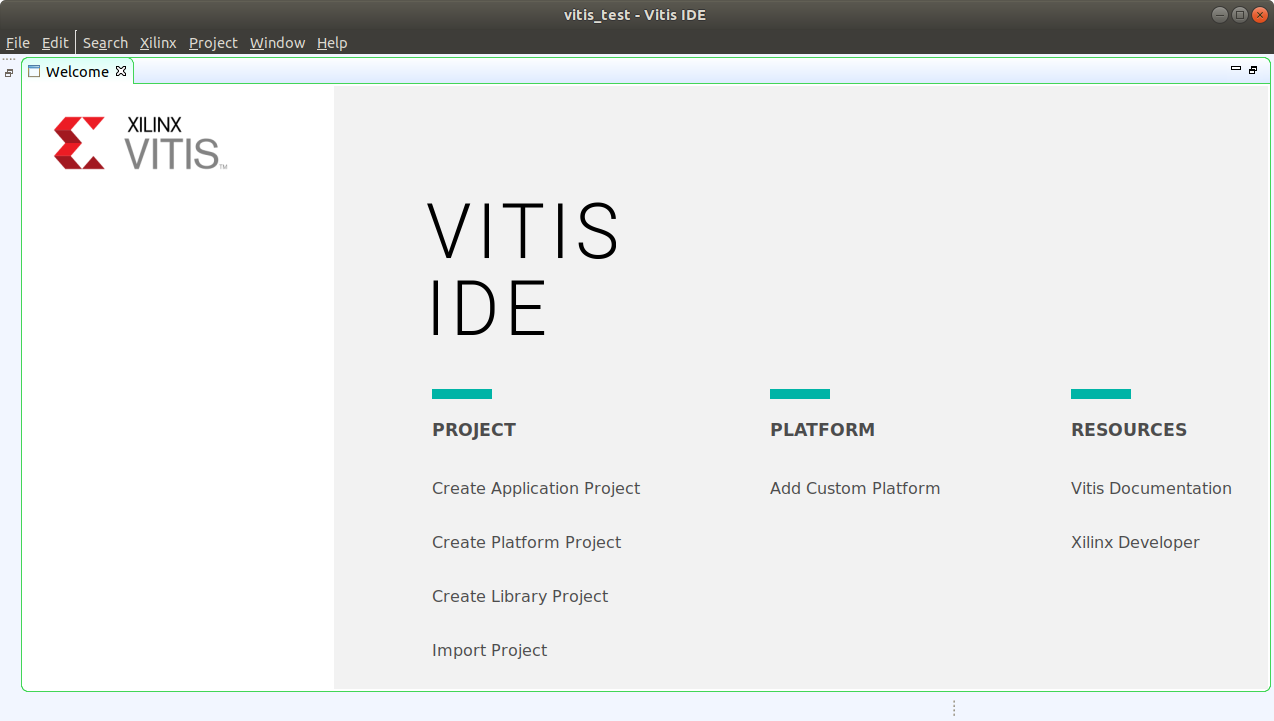 vitis_test - Vitis IDE
File Edit Search Xilinx Project Window Help
Welcome
XILINX
VITIS™
VITIS
IDE
PROJECT PLATFORM RESOURCES
Create Application Project Add Custom Platform Vitis Documentation
Create Platform Project Xilinx Developer
Create Library Project
Import Project